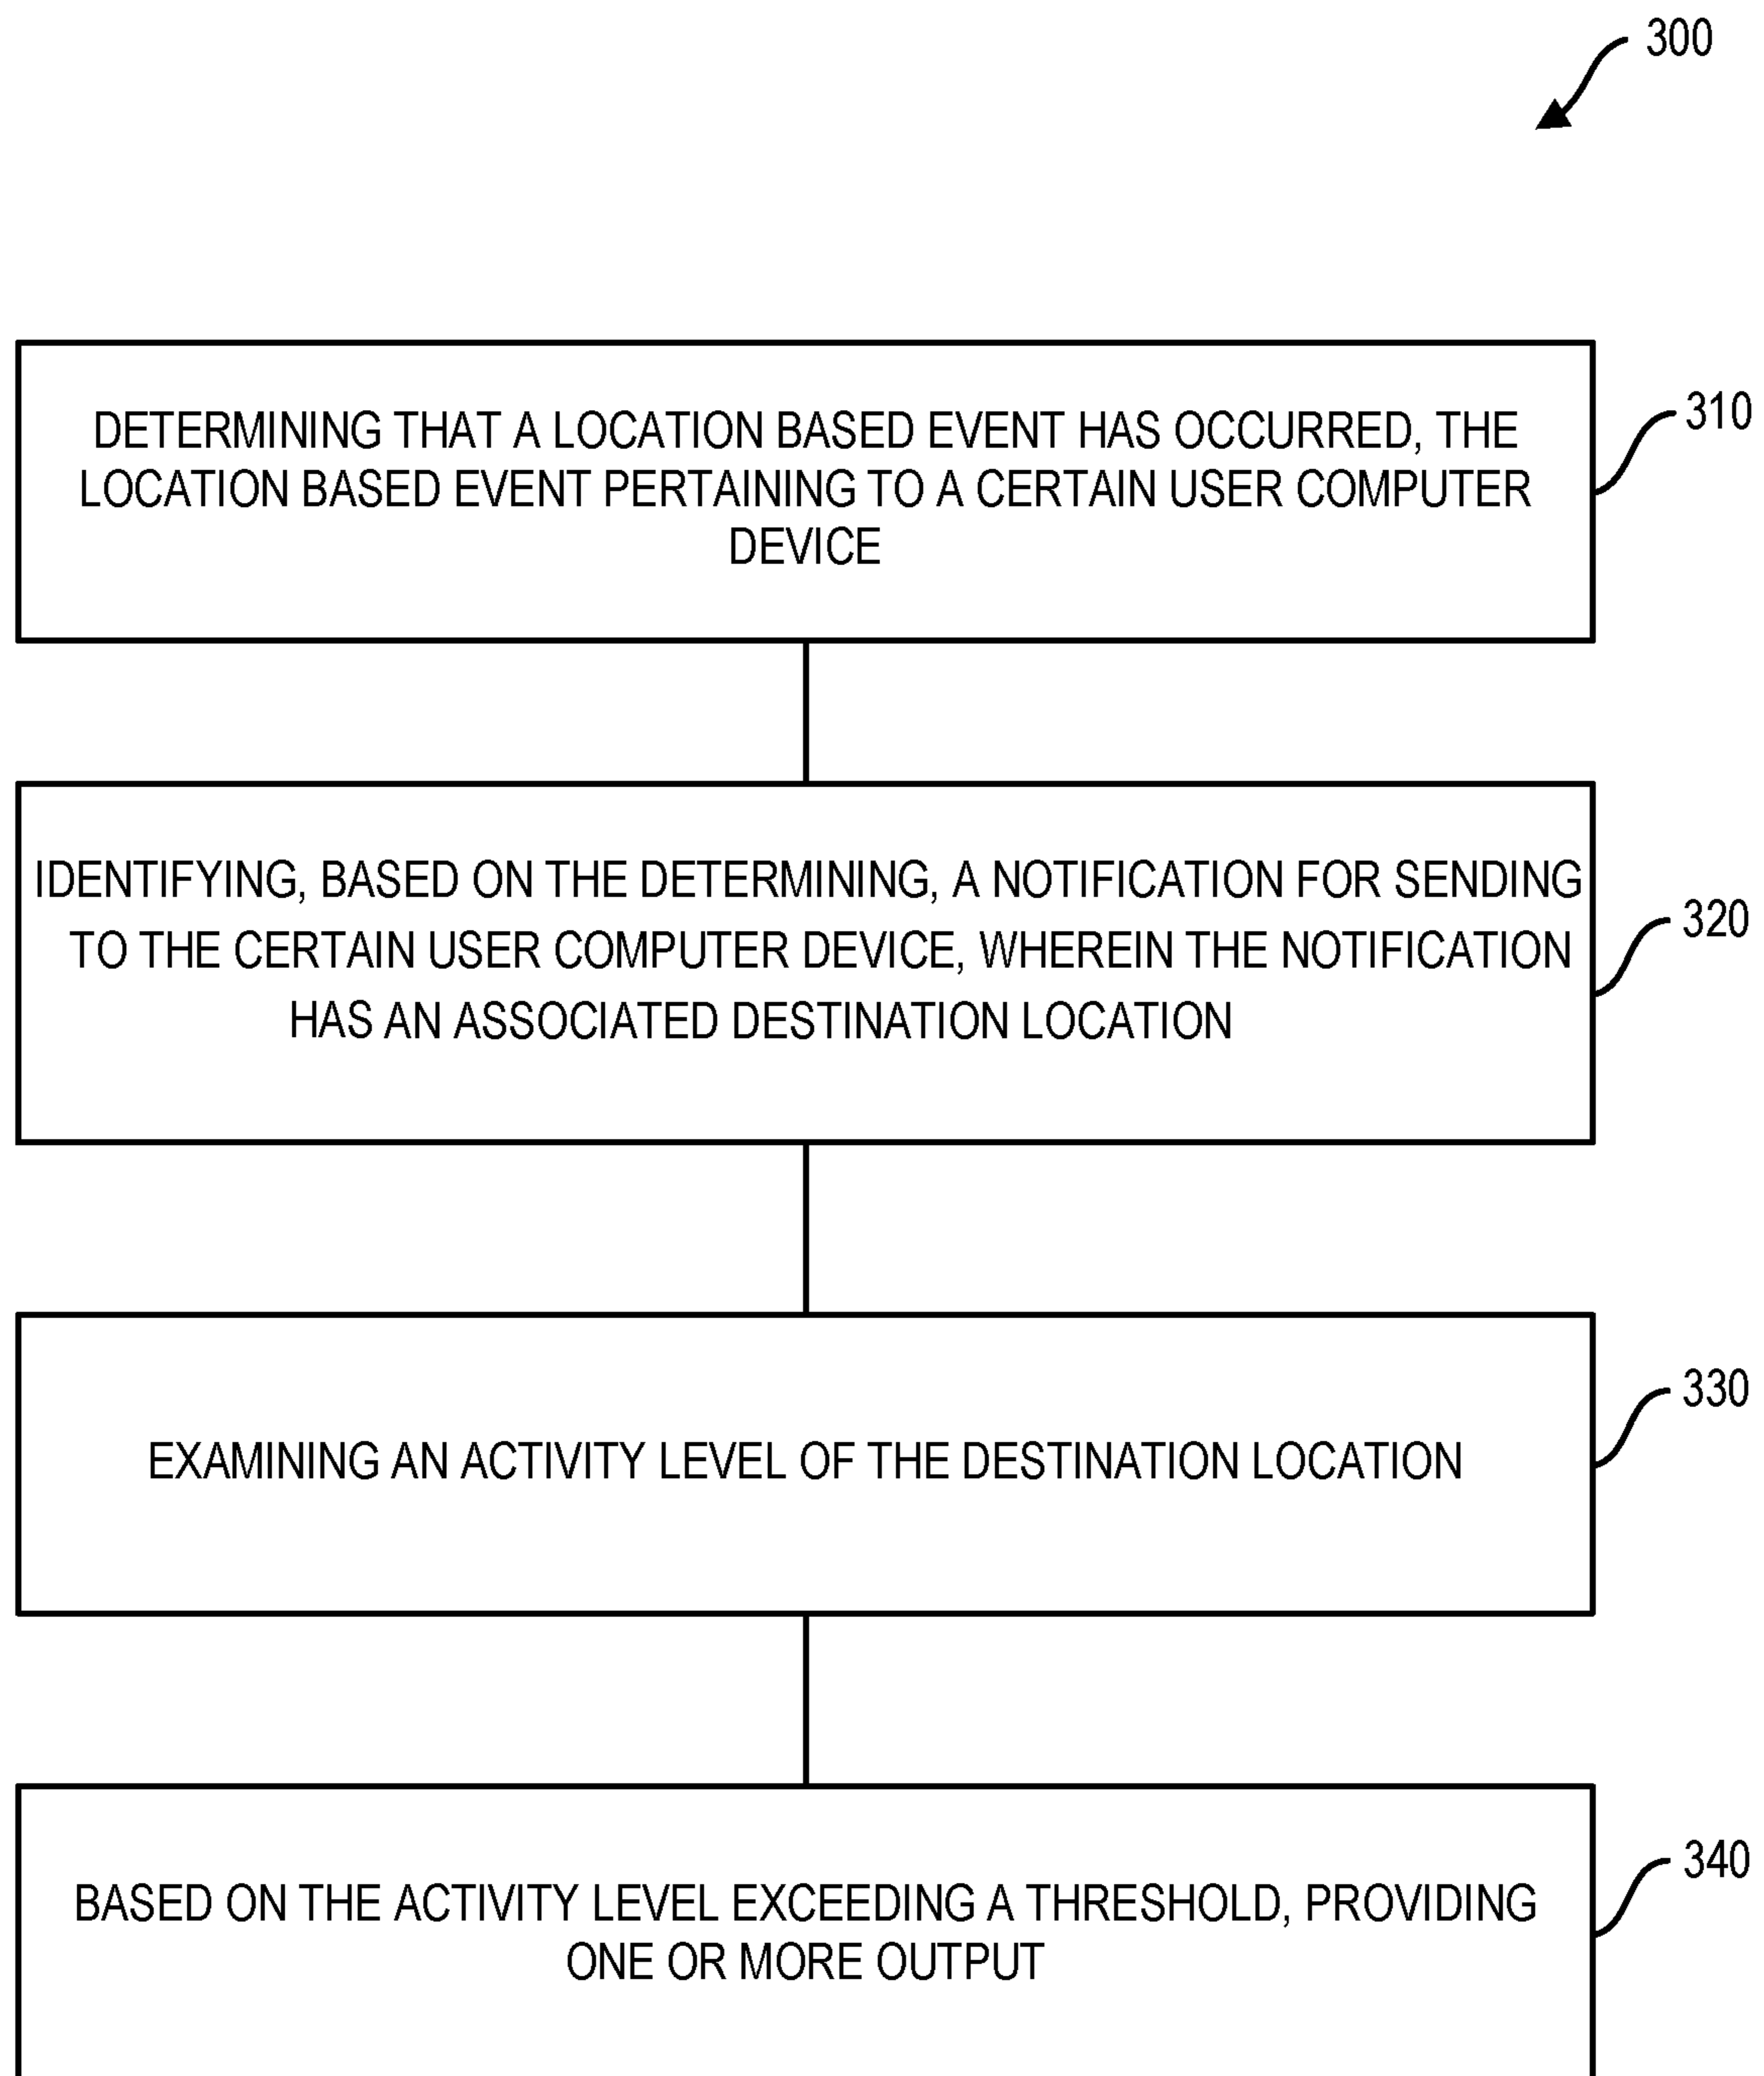 300
DETERMINING THAT A LOCATION BASED EVENT HAS OCCURRED, THE
LOCATION BASED EVENT PERTAINING TO A CERTAIN USER COMPUTER
DEVICE
310
IDENTIFYING, BASED ON THE DETERMINING, A NOTIFICATION FOR SENDING
TO THE CERTAIN USER COMPUTER DEVICE, WHEREIN THE NOTIFICATION
HAS AN ASSOCIATED DESTINATION LOCATION
320
EXAMINING AN ACTIVITY LEVEL OF THE DESTINATION LOCATION
330
BASED ON THE ACTIVITY LEVEL EXCEEDING A THRESHOLD, PROVIDING
ONE OR MORE OUTPUT
340